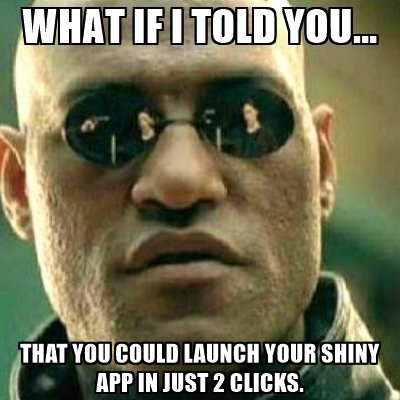 WHAT IF I TOLD YOU...
THAT YOU COULD LAUNCH YOUR SHINY
APP IN JUST 2 CLICKS.